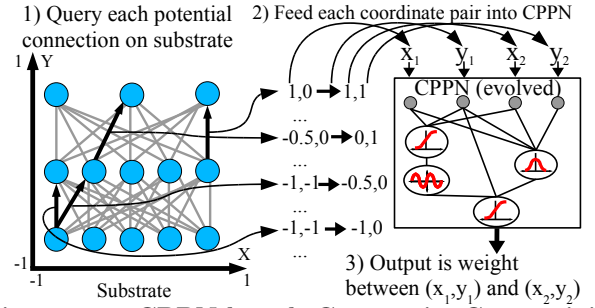 1) Query each potential
connection on substrate
2) Feed each coordinate pair into CPPN
1 Y
x1 y1 x2 y2
CPPN (evolved)
1,0 1,1
...
-0.5,0 0,1
...
-1,-1 -0.5,0
...
-1,-1 -1,0
X
-1
-1 Substrate 1
3) Output is weight
between (x1,y1) and (x2,y2)